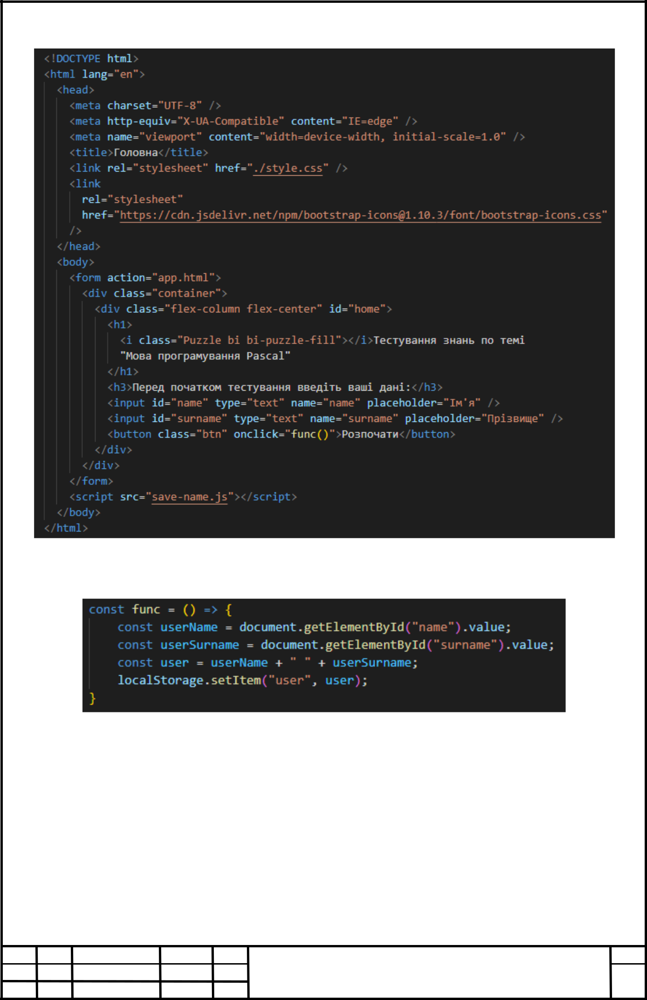 <!DOCTYPE html>
<html lang="en">
<head>
<meta charset="UTF-8" />
<meta http-equiv="X-UA-Compatible" content="IE=edge" />
<meta name="viewport" content="width=device-width, initial-scale=1.0" />
<title>Головна</title>
<link rel="stylesheet" href="./style.css" />
<link
rel="stylesheet"
href="https://cdn.jsdelivr.net/npm/bootstrap-icons@1.10.3/font/bootstrap-icons.css"
/>
</head>
<body>
<form action="app.html">
<div class="container">
<div class="flex-column flex-center" id="home">
<h1>
<i class="Puzzle bi bi-puzzle-fill"></i>Тестування знань по темі
"Мова програмування Pascal"
</h1>
<h3>Перед початком тестування введіть ваші дані:</h3>
<input id="name" type="text" name="name" placeholder="Ім'я" />
<input id="surname" type="text" name="surname" placeholder="Прізвище" />
<button class="btn" onclick="func()">Розпочати</button>
</div>
</div>
</form>
<script src="save-name.js"></script>
</body>
</html>
const func = () => {
const userName = document.getElementById("name").value;
const userSurname = document.getElementById("surname").value;
const user = userName + " " + userSurname;
localStorage.setItem("user", user);
}